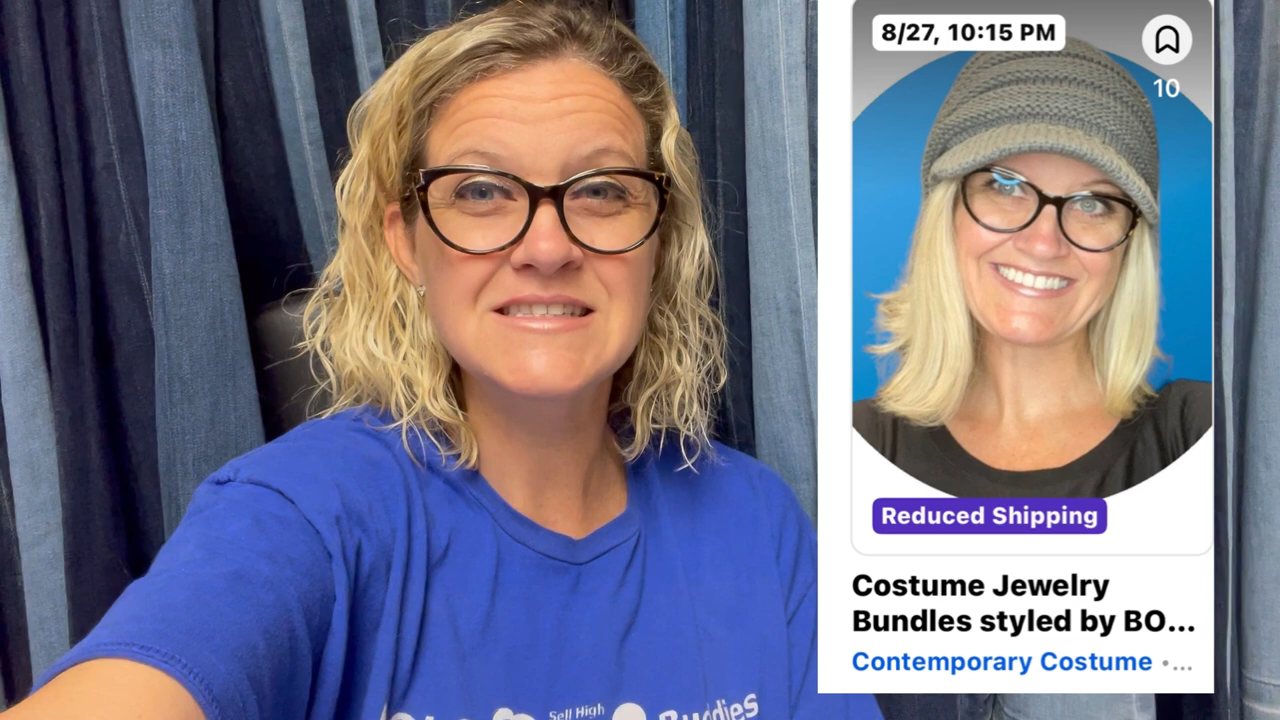 8/27, 10:15 PM
10
Reduced Shipping
Costume Jewelry
Bundles styled by BO...
Contemporary Costume •...
Sell High
Buddies